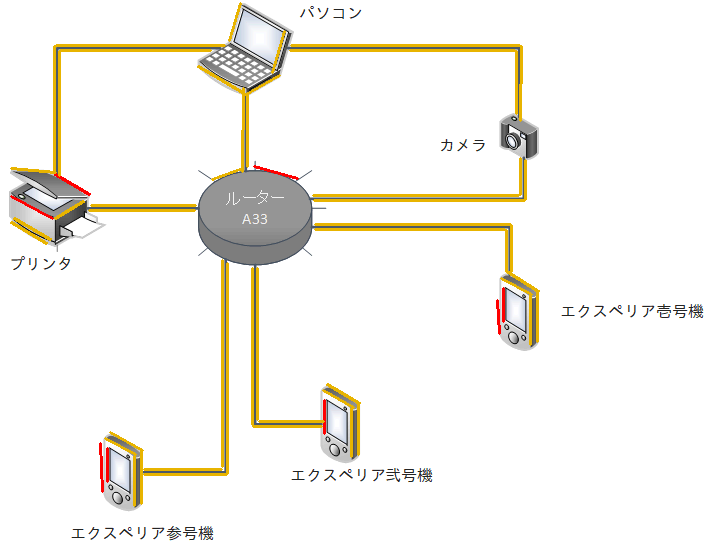 パソコン
カメラ
ルーター
A33
プリンタ
エクスペリア壱号機
エクスペリア弐号機
エクスペリア参号機